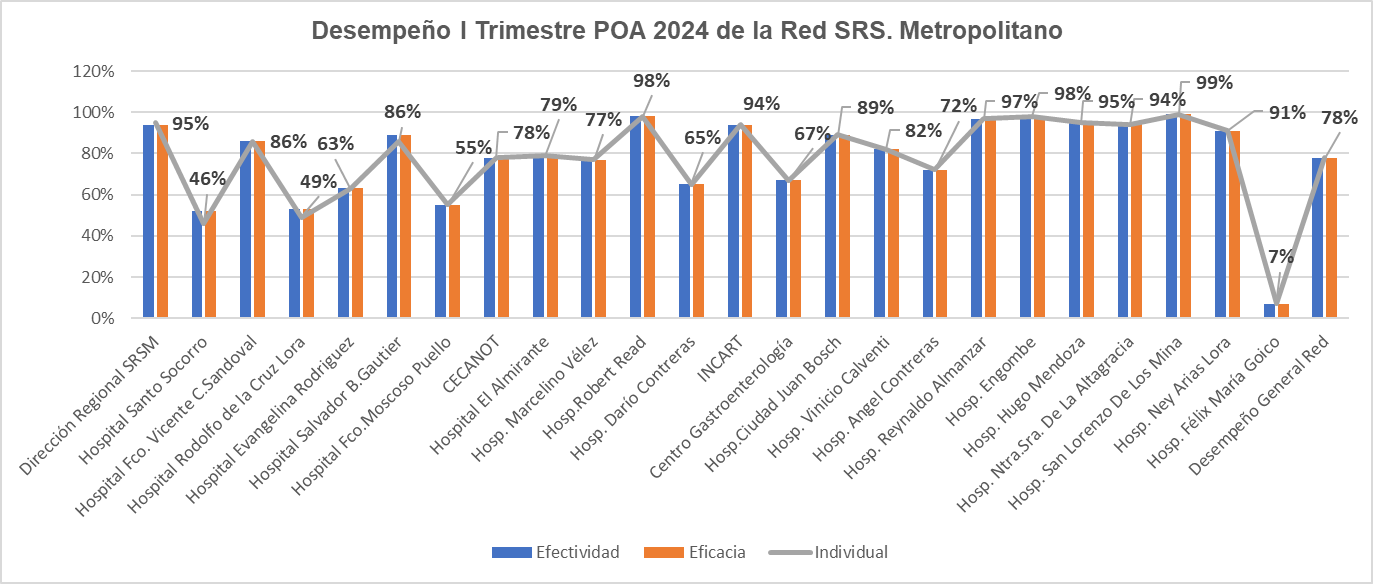 Desempeño I Trimestre POA 2024 de la Red SRS. Metropolitano
120%
100%
80%
60%
40%
20%
0%
95%
46%
86%
49%
63%
86%
55%
78%
79%
77%
98%
65%
94%
67%
89%
82%
72%
97%
98%
95%
94%
99%
91%
7%
78%
Dirección Regional SRSM
Hospital Santo Socorro
Hospital Fco. Vicente C.Sandoval
Hospital Rodolfo de la Cruz Lora
Hospital Evangelina Rodriguez
Hospital Salvador B.Gautier
Hospital Fco.Moscoso Puello
CECANOT
Hospital El Almirante
Hosp. Marcelino Vélez
Hosp.Robert Read
Hosp. Darío Contreras
INCART
Centro Gastroenterología
Hosp.Ciudad Juan Bosch
Hosp. Vinicio Calventi
Hosp. Angel Contreras
Hosp. Reynaldo Almanzar
Hosp. Engombe
Hosp. Hugo Mendoza
Hosp. Ntra.Sra. De La Altagracia
Hosp. San Lorenzo De Los Mina
Hosp. Ney Arias Lora
Hosp. Félix María Goico
Desempeño General Red
Efectividad
Eficacia
Individual